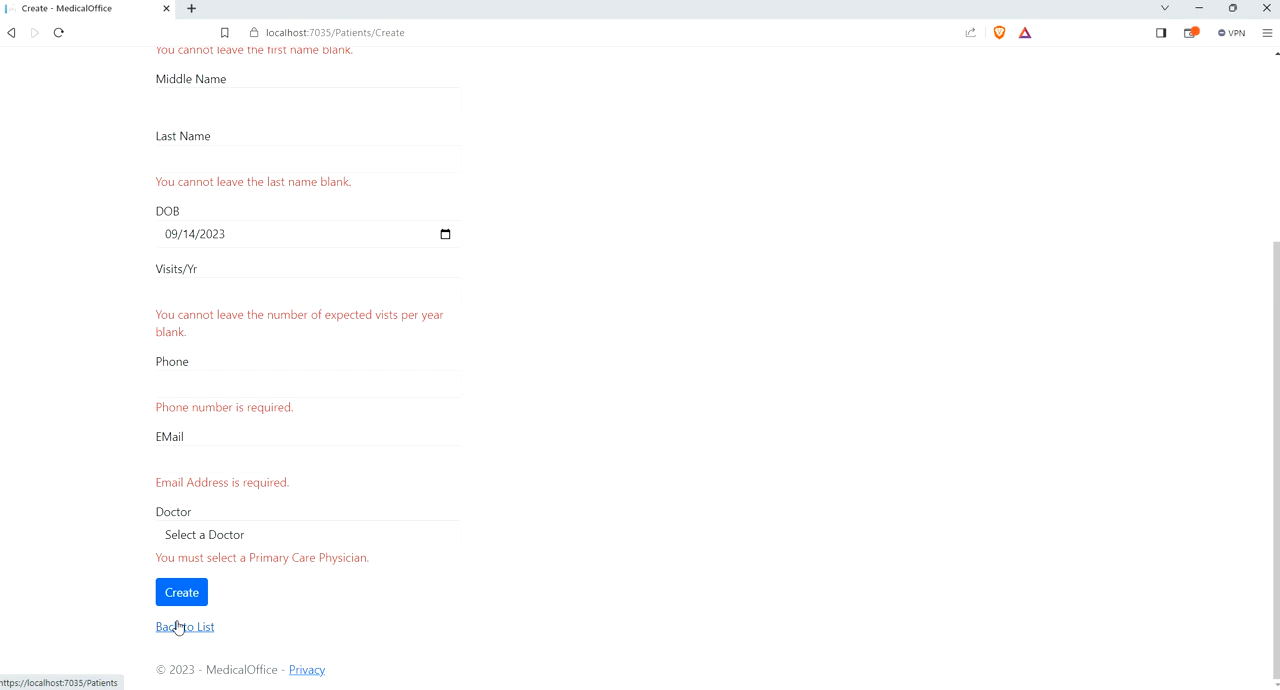 Create - MedicalOffice
localhost:7035/Patients/Create
VPN
You cannot leave the first name blank.
Middle Name
Last Name
You cannot leave the last name blank.
DOB
09/14/2023
Visits/Yr
You cannot leave the number of expected vists per year
blank.
Phone
Phone number is required.
EMail
Email Address is required.
Doctor
Select a Doctor
You must select a Primary Care Physician.
Create
Back to List
© 2023 - MedicalOffice - Privacy
https://localhost:7035/Patients